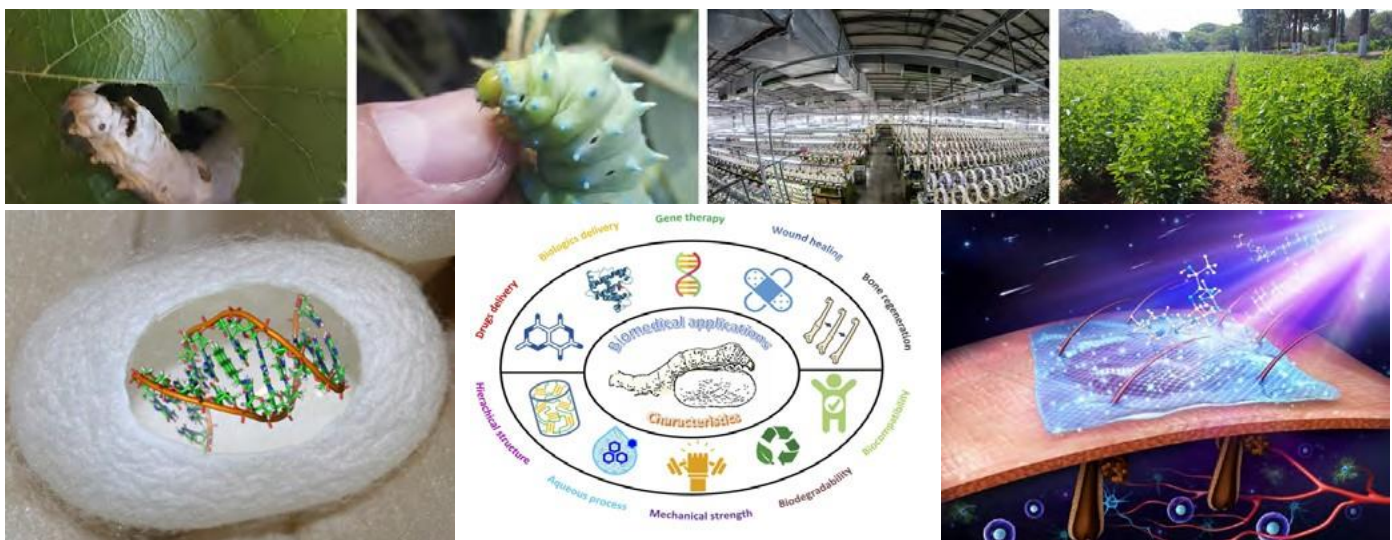 Gene therapy
Biologics delivery
Wound healing
Drugs delivery
Bone regeneration
Biomedical applications
Characteristics
Hierachical structure
Biocompatibility
Aqueous process
Biodegradability
Mechanical strength